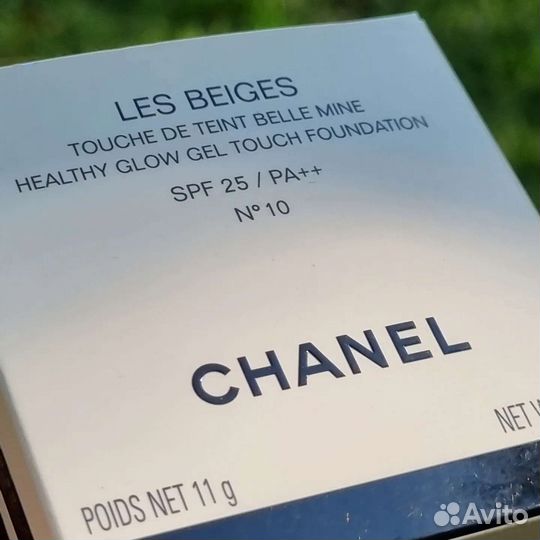 LES BEIGES
TOUCHE DE TEINT BELLE MINE
HEALTHY GLOW GEL TOUCH FOUNDATION
SPF 25 / PA++
N° 10
CHANEL
POIDS NET 11 g
NET
Avito